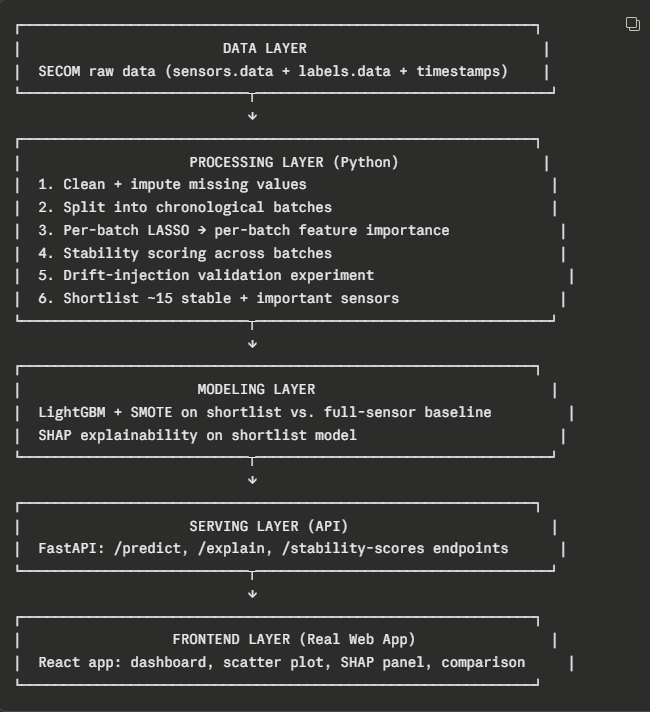 DATA LAYER
SECOM raw data (sensors.data + labels.data + timestamps)
↓
PROCESSING LAYER (Python)
1. Clean + impute missing values
2. Split into chronological batches
3. Per-batch LASSO → per-batch feature importance
4. Stability scoring across batches
5. Drift-injection validation experiment
6. Shortlist ~15 stable + important sensors
↓
MODELING LAYER
LightGBM + SMOTE on shortlist vs. full-sensor baseline
SHAP explainability on shortlist model
↓
SERVING LAYER (API)
FastAPI: /predict, /explain, /stability-scores endpoints
↓
FRONTEND LAYER (Real Web App)
React app: dashboard, scatter plot, SHAP panel, comparison